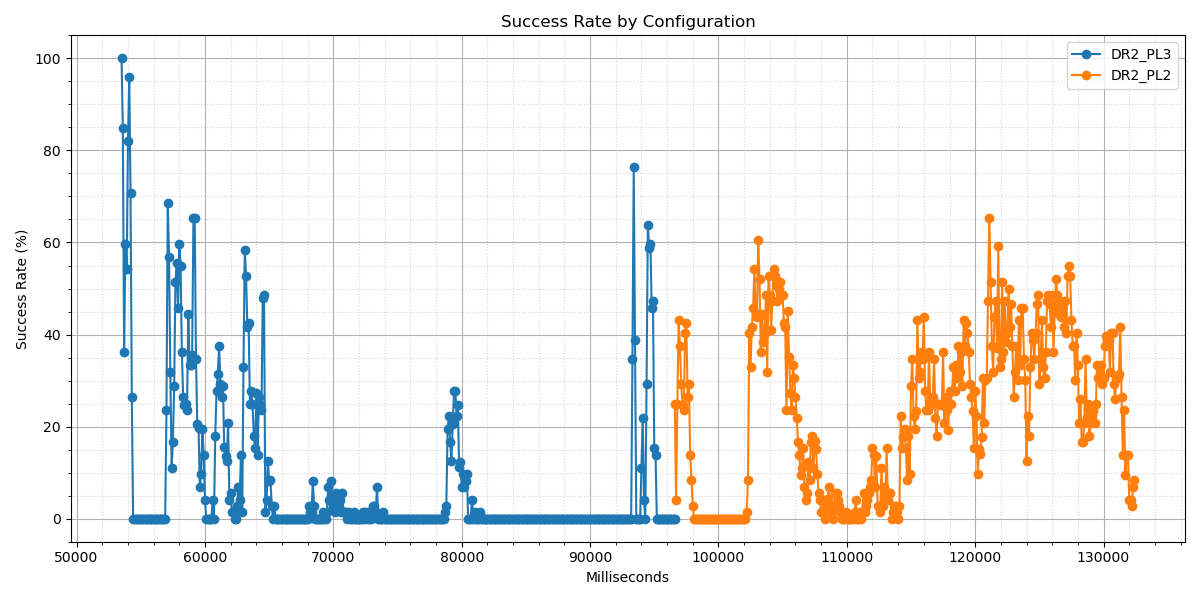 Success Rate by Configuration
DR2_PL3
DR2_PL2
Success Rate (%)
100
80
60
40
20
0
50000 60000 70000 80000 90000 100000 110000 120000 130000
Milliseconds